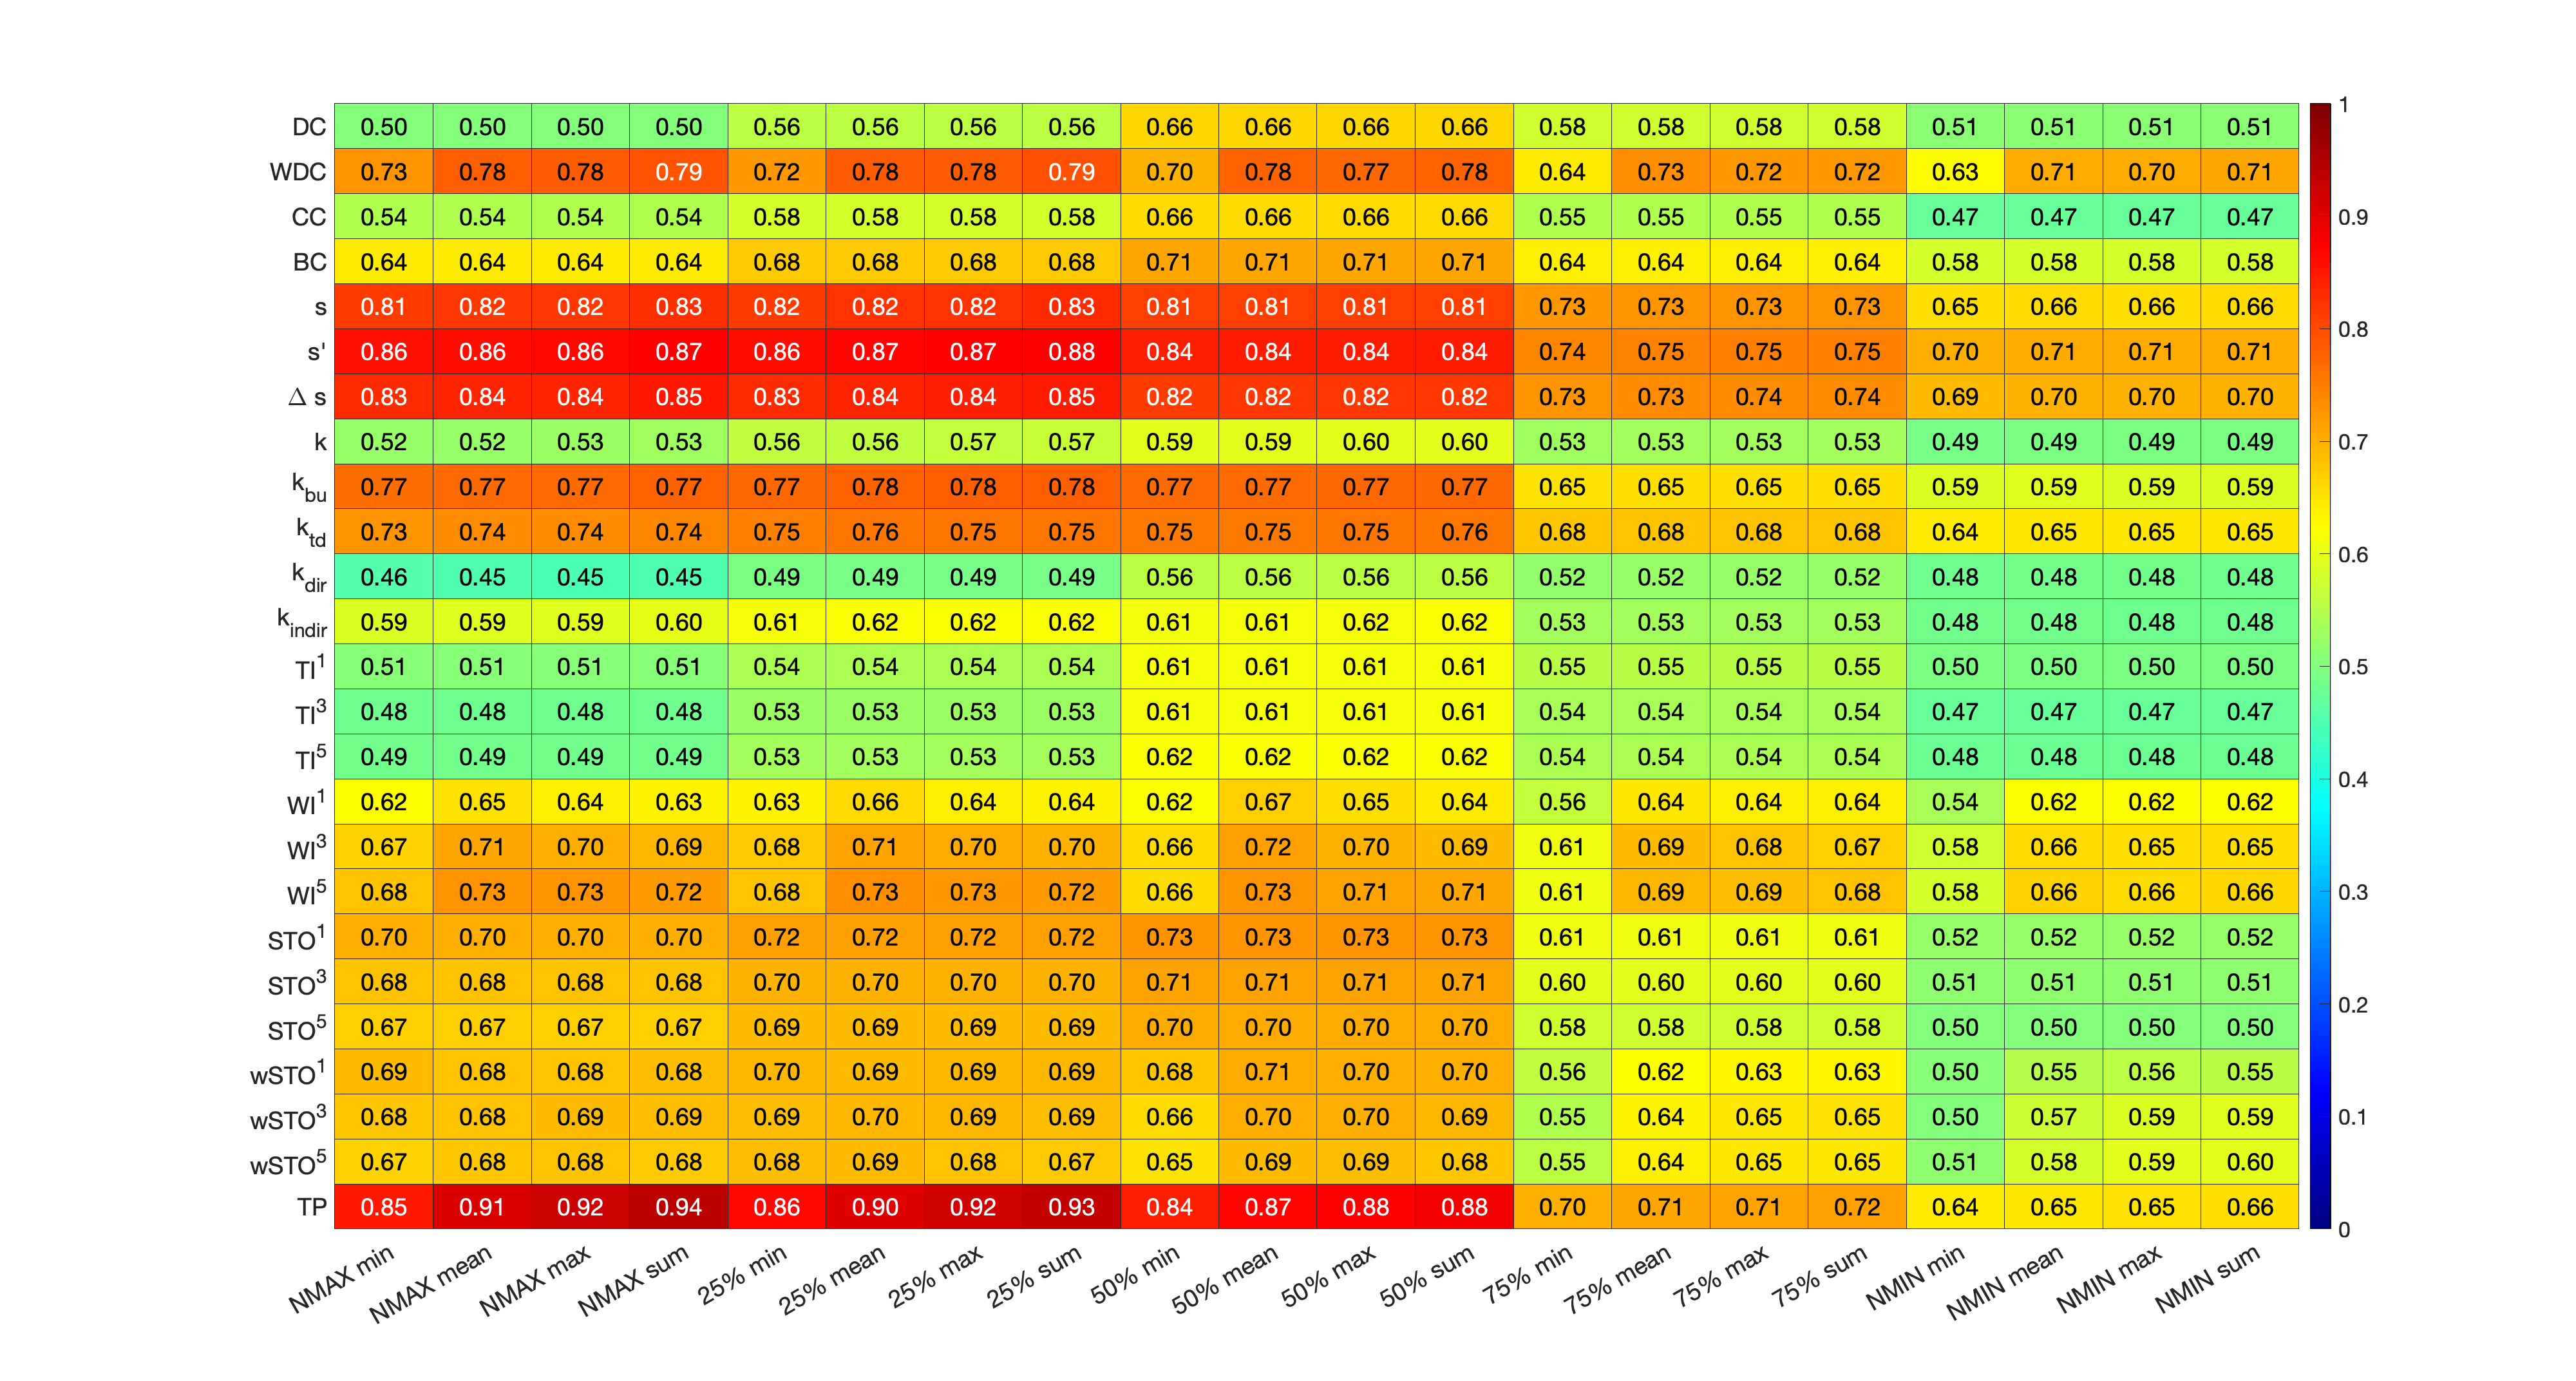 DC 0.50 0.50 0.50 0.50 0.56 0.56 0.56 0.56 0.66 0.66 0.66 0.66 0.58 0.58 0.58 0.58 0.51 0.51 0.51 0.51
WDC 0.73 0.78 0.78 0.79 0.72 0.78 0.78 0.79 0.70 0.78 0.77 0.78 0.64 0.73 0.72 0.72 0.63 0.71 0.70 0.71
CC 0.54 0.54 0.54 0.54 0.58 0.58 0.58 0.58 0.66 0.66 0.66 0.66 0.55 0.55 0.55 0.55 0.47 0.47 0.47 0.47
BC 0.64 0.64 0.64 0.64 0.68 0.68 0.68 0.68 0.71 0.71 0.71 0.71 0.64 0.64 0.64 0.64 0.58 0.58 0.58 0.58
s 0.81 0.82 0.82 0.83 0.82 0.82 0.82 0.83 0.81 0.81 0.81 0.81 0.73 0.73 0.73 0.73 0.65 0.66 0.66 0.66
s' 0.86 0.86 0.86 0.87 0.86 0.87 0.87 0.88 0.84 0.84 0.84 0.84 0.74 0.75 0.75 0.75 0.70 0.71 0.71 0.71
Δ s 0.83 0.84 0.84 0.85 0.83 0.84 0.84 0.85 0.82 0.82 0.82 0.82 0.73 0.73 0.74 0.74 0.69 0.70 0.70 0.70
k 0.52 0.52 0.53 0.53 0.56 0.56 0.57 0.57 0.59 0.59 0.60 0.60 0.53 0.53 0.53 0.53 0.49 0.49 0.49 0.49
k_bu 0.77 0.77 0.77 0.77 0.77 0.78 0.78 0.78 0.77 0.77 0.77 0.77 0.65 0.65 0.65 0.65 0.59 0.59 0.59 0.59
k_td 0.73 0.74 0.74 0.74 0.75 0.76 0.75 0.75 0.75 0.75 0.75 0.76 0.68 0.68 0.68 0.68 0.64 0.65 0.65 0.65
k_dir 0.46 0.45 0.45 0.45 0.49 0.49 0.49 0.49 0.56 0.56 0.56 0.56 0.52 0.52 0.52 0.52 0.48 0.48 0.48 0.48
k_indir 0.59 0.59 0.59 0.60 0.61 0.62 0.62 0.62 0.61 0.61 0.62 0.62 0.53 0.53 0.53 0.53 0.48 0.48 0.48 0.48
TI¹ 0.51 0.51 0.51 0.51 0.54 0.54 0.54 0.54 0.61 0.61 0.61 0.61 0.55 0.55 0.55 0.55 0.50 0.50 0.50 0.50
TI³ 0.48 0.48 0.48 0.48 0.53 0.53 0.53 0.53 0.61 0.61 0.61 0.61 0.54 0.54 0.54 0.54 0.47 0.47 0.47 0.47
TI⁵ 0.49 0.49 0.49 0.49 0.53 0.53 0.53 0.53 0.62 0.62 0.62 0.62 0.54 0.54 0.54 0.54 0.48 0.48 0.48 0.48
WI¹ 0.62 0.65 0.64 0.63 0.63 0.66 0.64 0.64 0.62 0.67 0.65 0.64 0.56 0.64 0.64 0.64 0.54 0.62 0.62 0.62
WI³ 0.67 0.71 0.70 0.69 0.68 0.71 0.70 0.70 0.66 0.72 0.70 0.69 0.61 0.69 0.68 0.67 0.58 0.66 0.65 0.65
WI⁵ 0.68 0.73 0.73 0.72 0.68 0.73 0.73 0.72 0.66 0.73 0.71 0.71 0.61 0.69 0.69 0.68 0.58 0.66 0.66 0.66
STO¹ 0.70 0.70 0.70 0.70 0.72 0.72 0.72 0.72 0.73 0.73 0.73 0.73 0.61 0.61 0.61 0.61 0.52 0.52 0.52 0.52
STO³ 0.68 0.68 0.68 0.68 0.70 0.70 0.70 0.70 0.71 0.71 0.71 0.71 0.60 0.60 0.60 0.60 0.51 0.51 0.51 0.51
STO⁵ 0.67 0.67 0.67 0.67 0.69 0.69 0.69 0.69 0.70 0.70 0.70 0.70 0.58 0.58 0.58 0.58 0.50 0.50 0.50 0.50
wSTO¹ 0.69 0.68 0.68 0.68 0.70 0.69 0.69 0.69 0.68 0.71 0.70 0.70 0.56 0.62 0.63 0.63 0.50 0.55 0.56 0.55
wSTO³ 0.68 0.68 0.69 0.69 0.69 0.70 0.69 0.69 0.66 0.70 0.70 0.69 0.55 0.64 0.65 0.65 0.50 0.57 0.59 0.59
wSTO⁵ 0.67 0.68 0.68 0.68 0.68 0.69 0.68 0.67 0.65 0.69 0.69 0.68 0.55 0.64 0.65 0.65 0.51 0.58 0.59 0.60
TP 0.85 0.91 0.92 0.94 0.86 0.90 0.92 0.93 0.84 0.87 0.88 0.88 0.70 0.71 0.71 0.72 0.64 0.65 0.65 0.66
NMAX min NMAX mean NMAX max NMAX sum 25% min 25% mean 25% max 25% sum 50% min 50% mean 50% max 50% sum 75% min 75% mean 75% max 75% sum NMIN min NMIN mean NMIN max NMIN sum
1
0.9
0.8
0.7
0.6
0.5
0.4
0.3
0.2
0.1
0